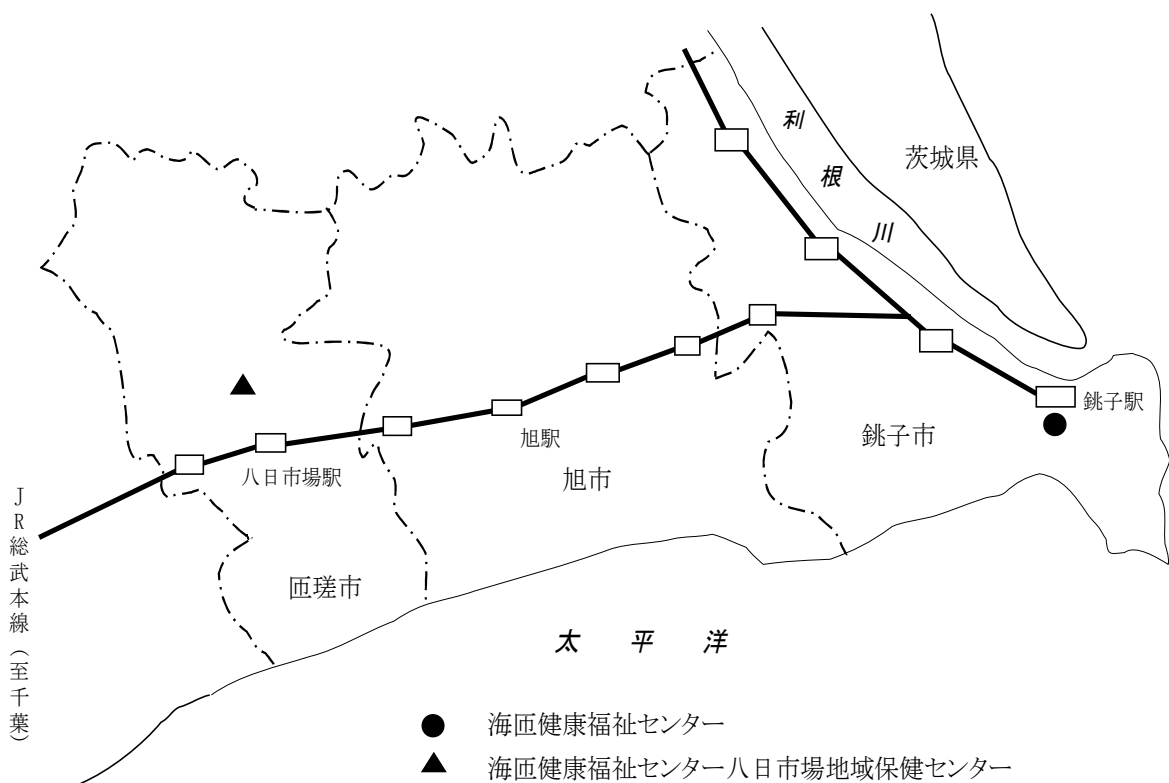 利根川
茨城県
銚子駅
銚子市
旭駅
旭市
八日市場駅
匝瑳市
JR総武本線(至千葉)
太平洋
● 海匝健康福祉センター
▲ 海匝健康福祉センター八日市場地域保健センター